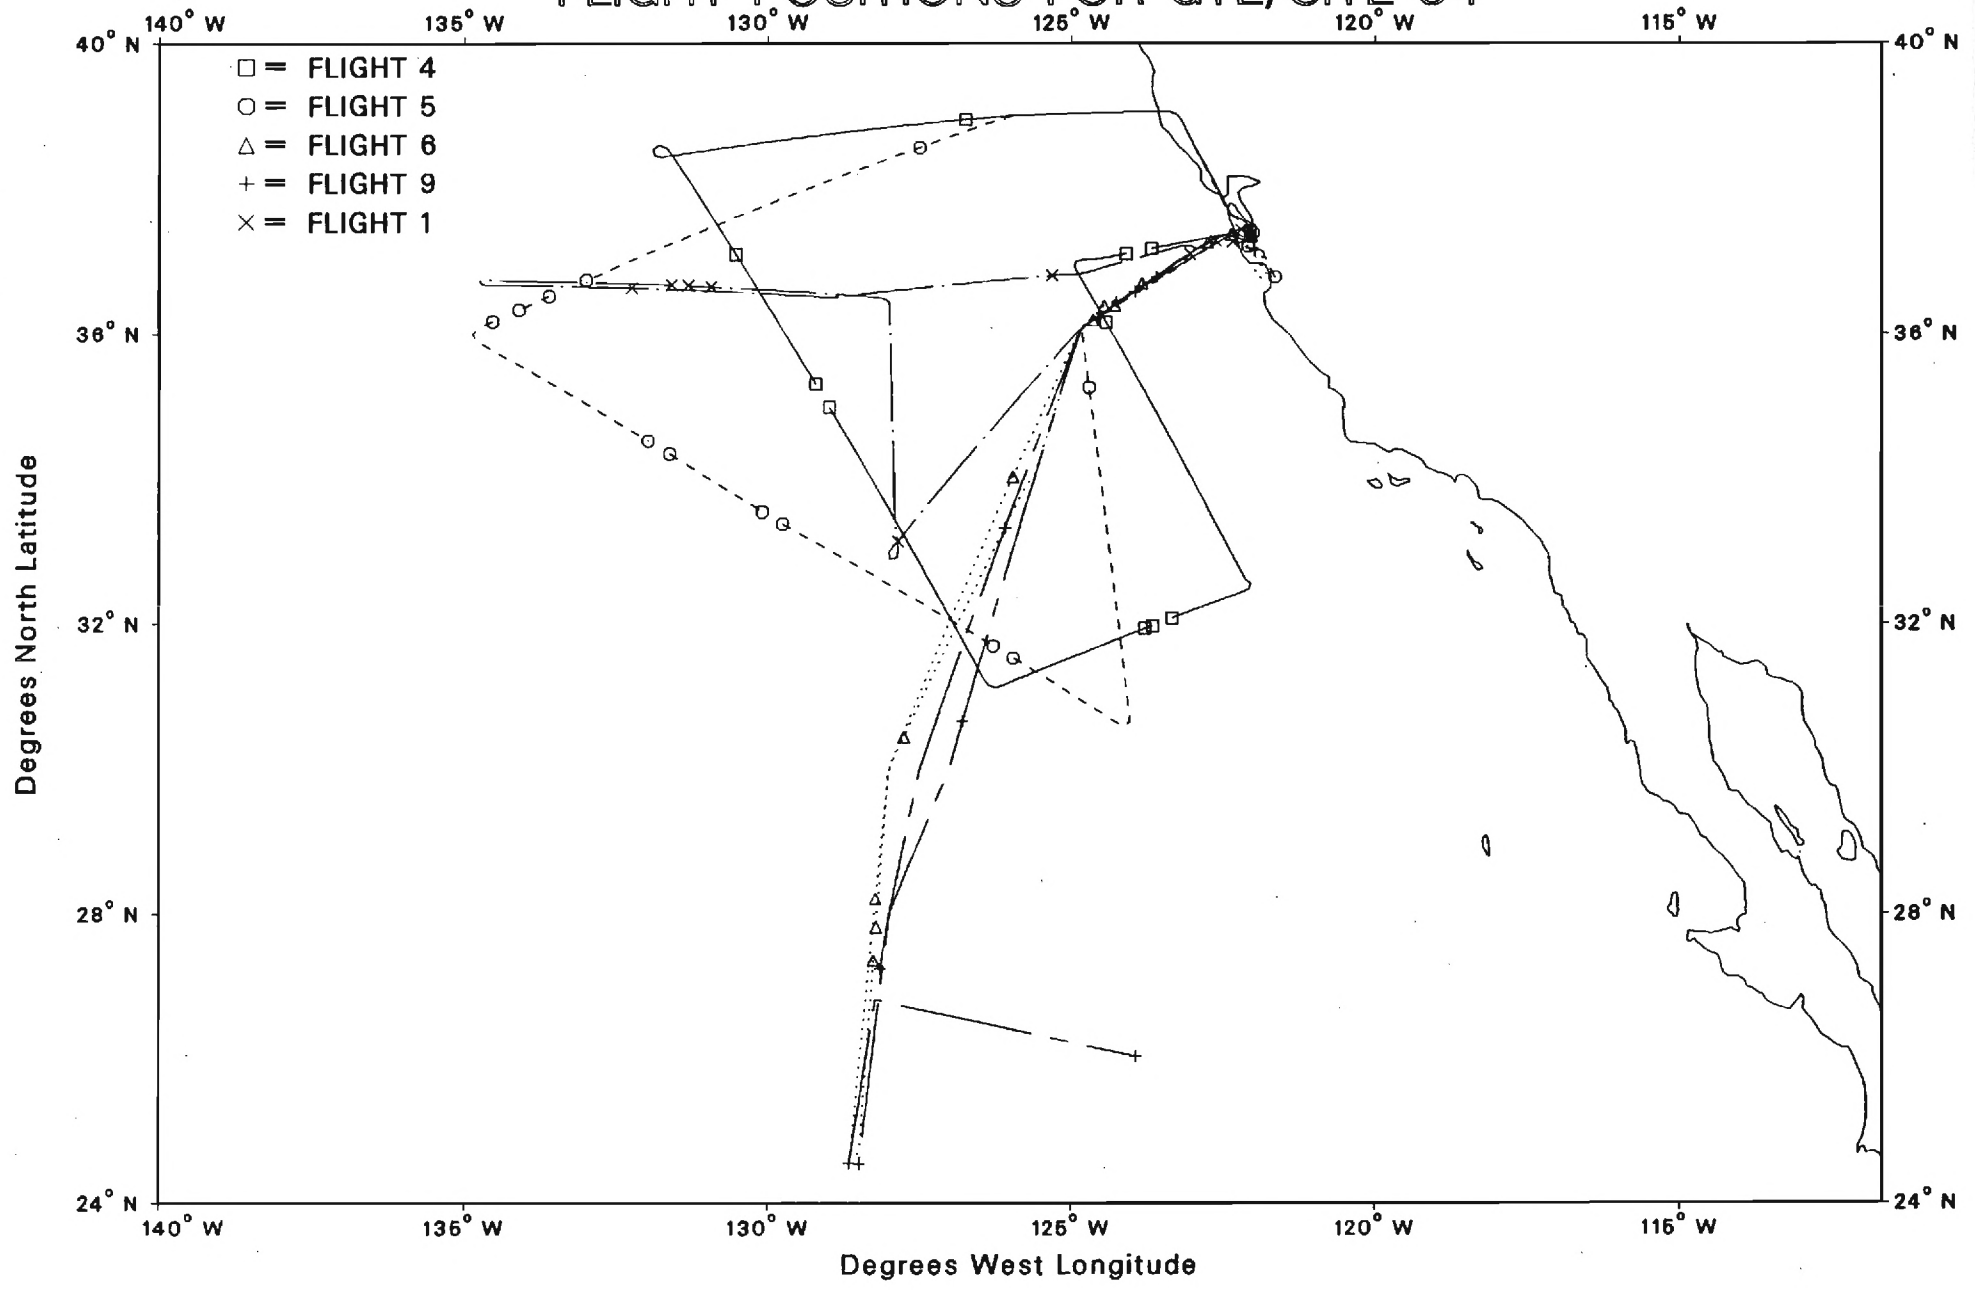 140° W 135° W 130° W 125° W 120° W 115° W
40° N 40° N
□ = FLIGHT 4
○ = FLIGHT 5
△ = FLIGHT 6
+ = FLIGHT 9
× = FLIGHT 1
36° N 36° N
32° N 32° N
28° N 28° N
24° N 24° N
140° W 135° W 130° W 125° W 120° W 115° W
Degrees North Latitude
Degrees West Longitude